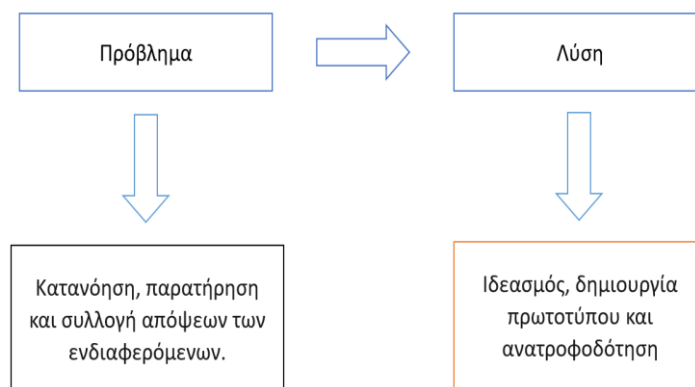 Πρόβλημα
Λύση
Κατανόηση, παρατήρηση
και συλλογή απόψεων των
ενδιαφερόμενων.
Ιδεασμός, δημιουργία
πρωτοτύπου και
ανατροφοδότηση